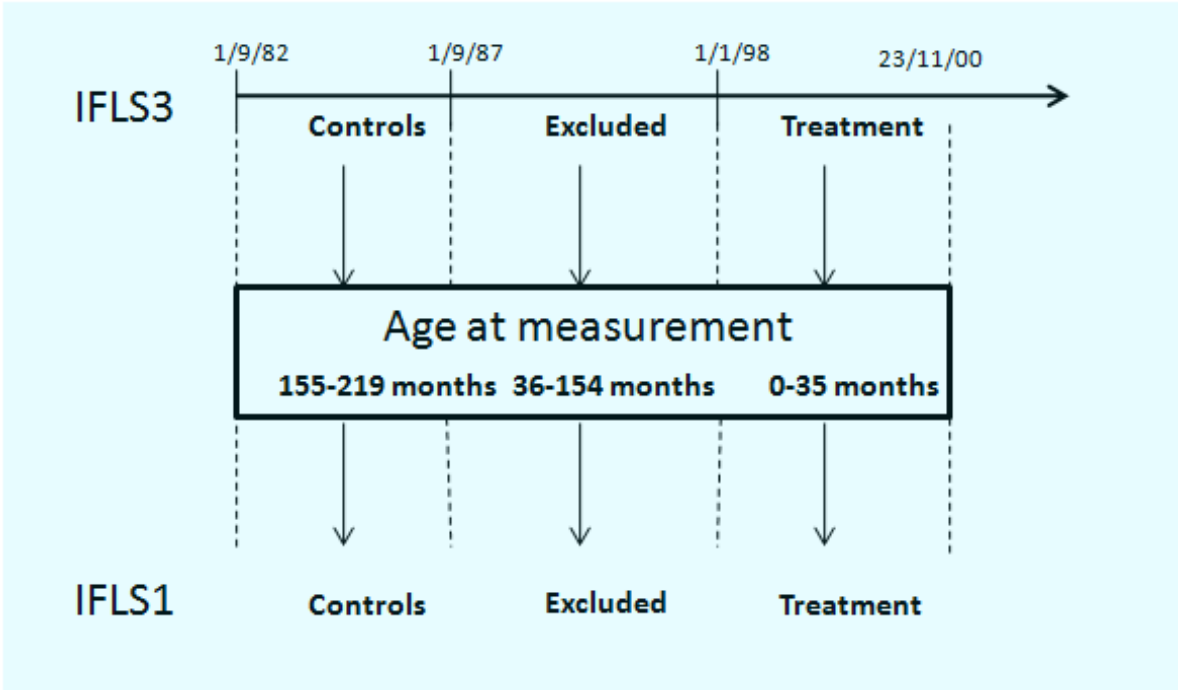 1/9/82 1/9/87 1/1/98 23/11/00
IFLS3
Controls Excluded Treatment
Age at measurement
155-219 months 36-154 months 0-35 months
IFLS1
Controls Excluded Treatment